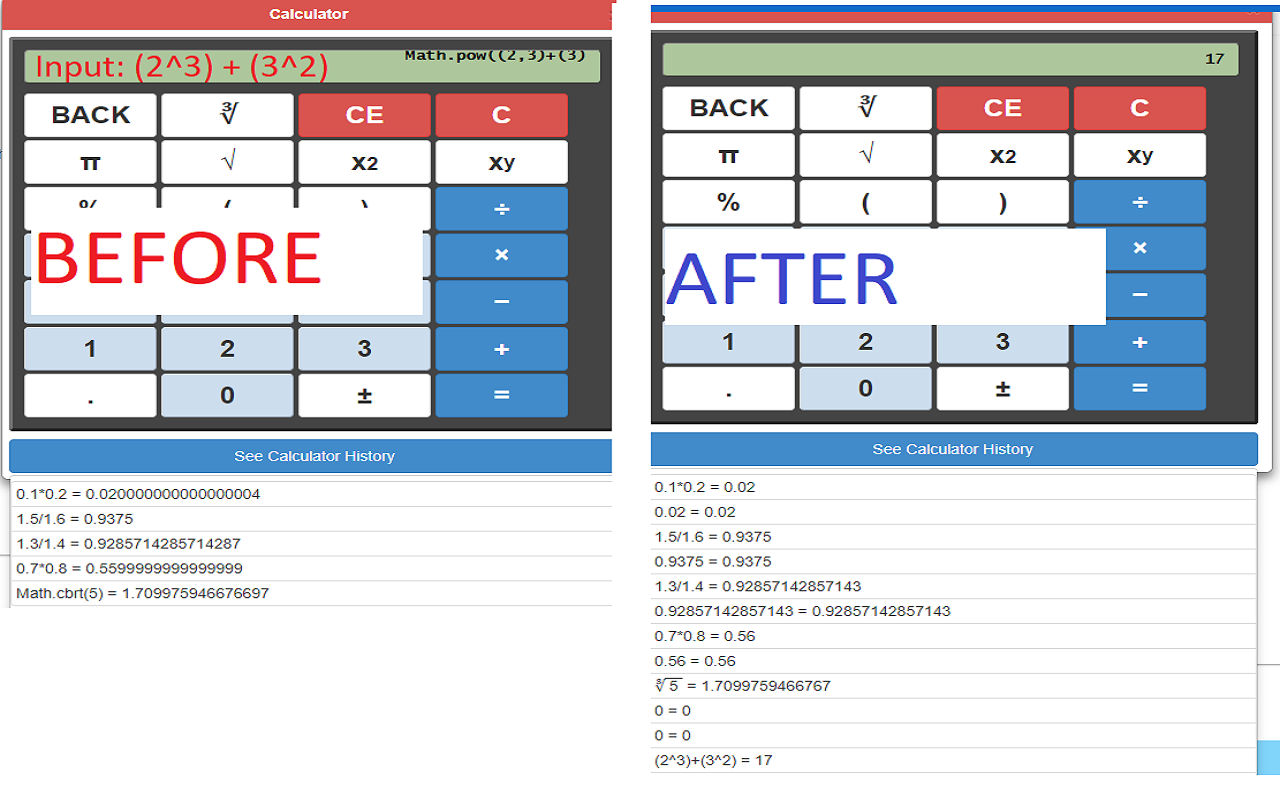 Calculator
Input: (2^3) + (3^2)
Math.pow((2,3)+(3)
BACK ∛ CE C
π √ X2 Xy
÷
BEFORE
×
−
1 2 3 +
. 0 ± =
See Calculator History
0.1*0.2 = 0.020000000000000004
1.5/1.6 = 0.9375
1.3/1.4 = 0.9285714285714287
0.7*0.8 = 0.5599999999999999
Math.cbrt(5) = 1.709975946676697
17
BACK ∛ CE C
π √ X2 Xy
% ( ) ÷
AFTER
×
−
1 2 3 +
. 0 ± =
See Calculator History
0.1*0.2 = 0.02
0.02 = 0.02
1.5/1.6 = 0.9375
0.9375 = 0.9375
1.3/1.4 = 0.92857142857143
0.92857142857143 = 0.92857142857143
0.7*0.8 = 0.56
0.56 = 0.56
∛5 = 1.7099759466767
0 = 0
0 = 0
(2^3)+(3^2) = 17